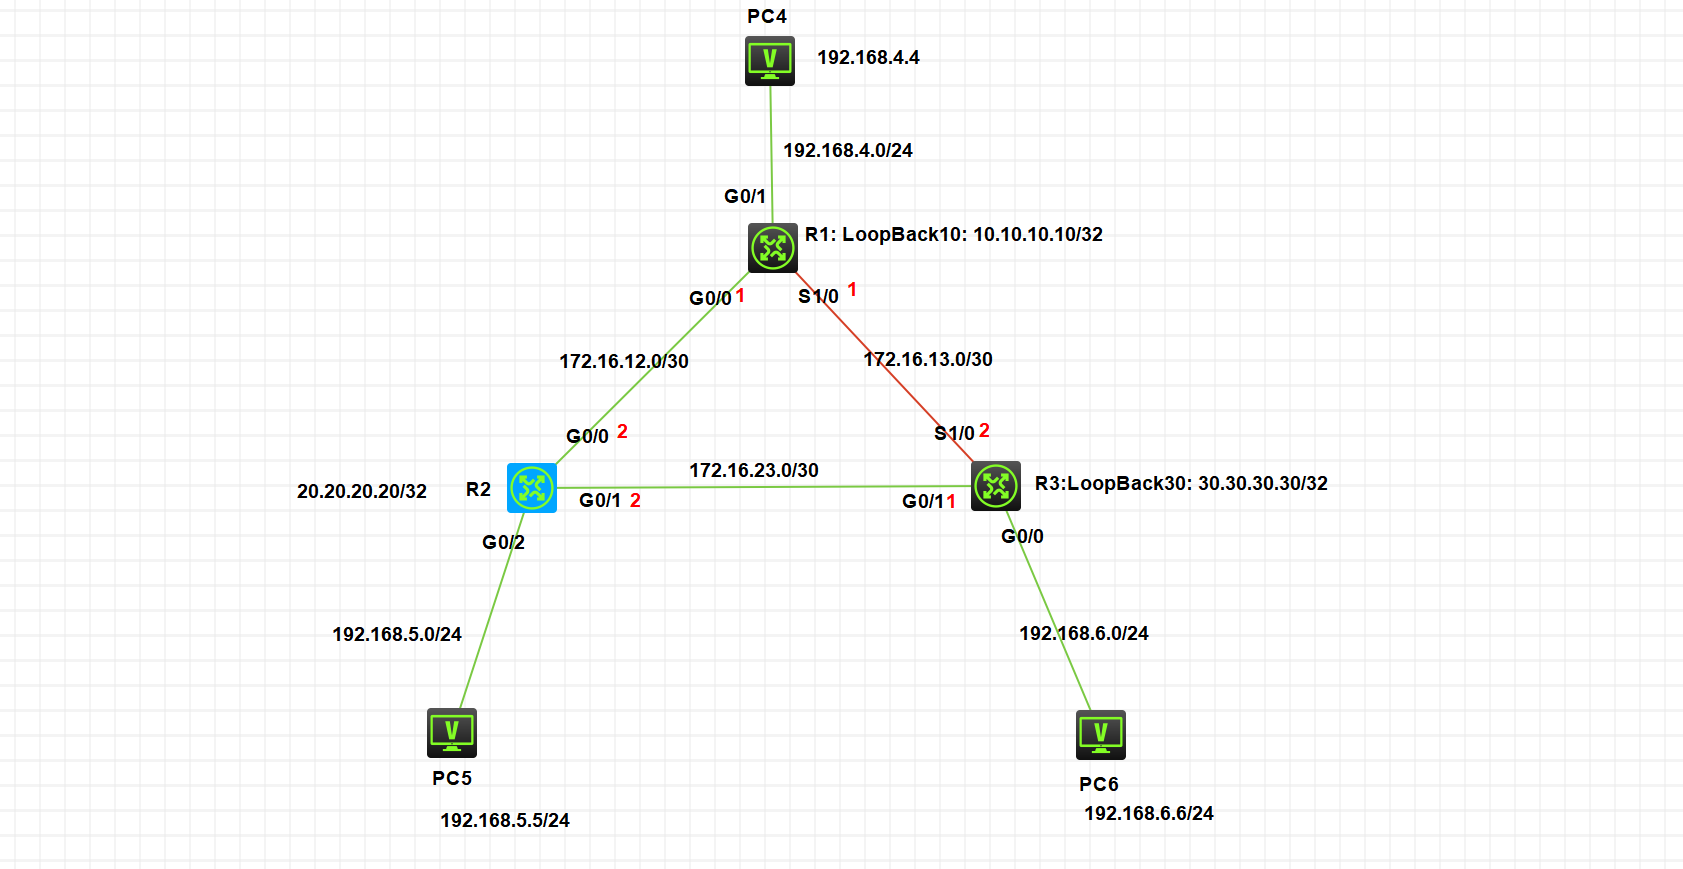 PC4
192.168.4.4
192.168.4.0/24
G0/1
R1: LoopBack10: 10.10.10.10/32
G0/0 1
S1/0 1
172.16.12.0/30
172.16.13.0/30
G0/0 2
S1/0 2
172.16.23.0/30
20.20.20.20/32
R2
R3:LoopBack30: 30.30.30.30/32
G0/1 2
G0/1 1
G0/2
G0/0
192.168.5.0/24
192.168.6.0/24
V
V
V
PC5
PC6
192.168.5.5/24
192.168.6.6/24